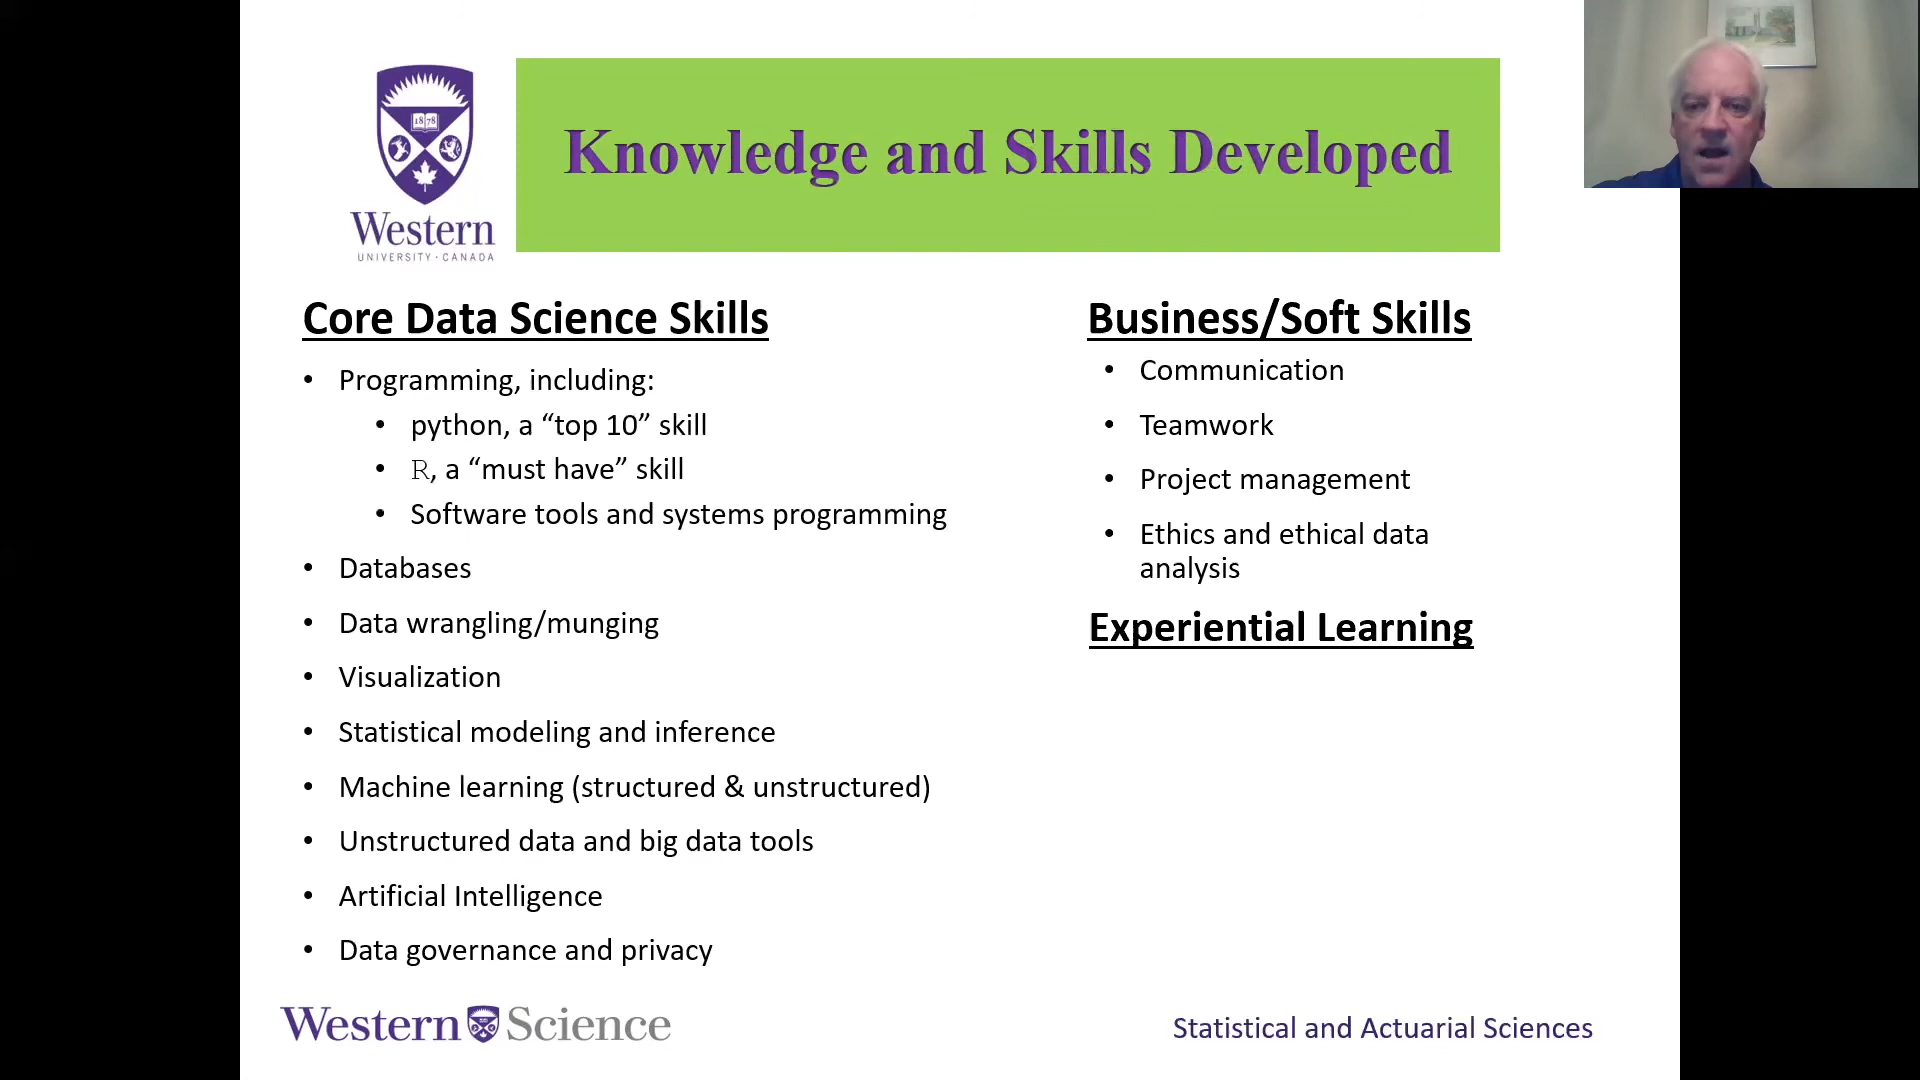 1878
Western
UNIVERSITY · CANADA
Knowledge and Skills Developed
Core Data Science Skills
• Programming, including:
• python, a “top 10” skill
• R, a “must have” skill
• Software tools and systems programming
• Databases
• Data wrangling/munging
• Visualization
• Statistical modeling and inference
• Machine learning (structured & unstructured)
• Unstructured data and big data tools
• Artificial Intelligence
• Data governance and privacy
Business/Soft Skills
• Communication
• Teamwork
• Project management
• Ethics and ethical data
analysis
Experiential Learning
Western Science
Statistical and Actuarial Sciences